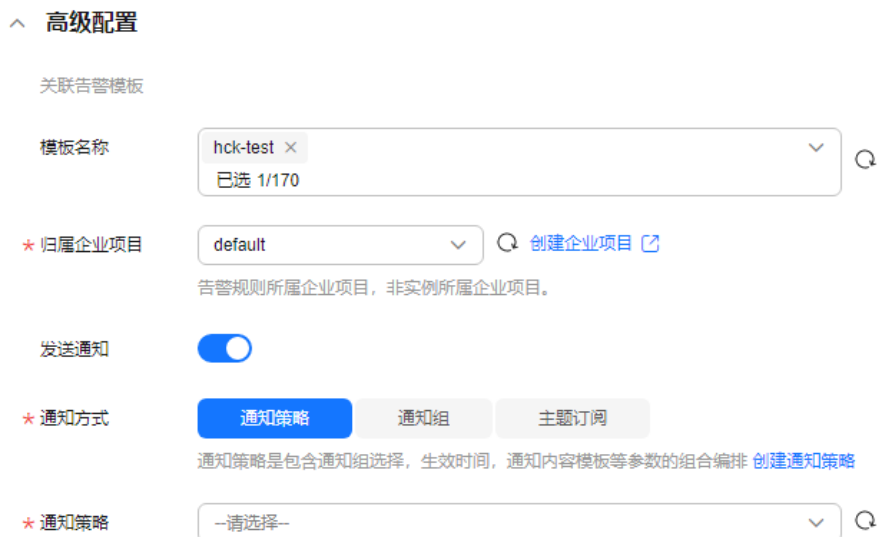 高级配置
关联告警模板
模板名称
hck-test
已选 1/170
* 归属企业项目 default 创建企业项目
告警规则所属企业项目，非实例所属企业项目。
发送通知
* 通知方式 通知策略 通知组 主题订阅
通知策略是包含通知组选择，生效时间，通知内容模板等参数的组合编排 创建通知策略
* 通知策略 --请选择--